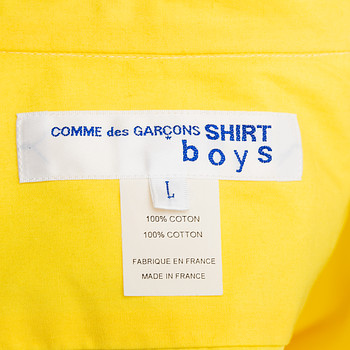 COMME des GARÇONS SHIRT
boys
L
100% COTON
100% COTTON
FABRIQUE EN FRANCE
MADE IN FRANCE